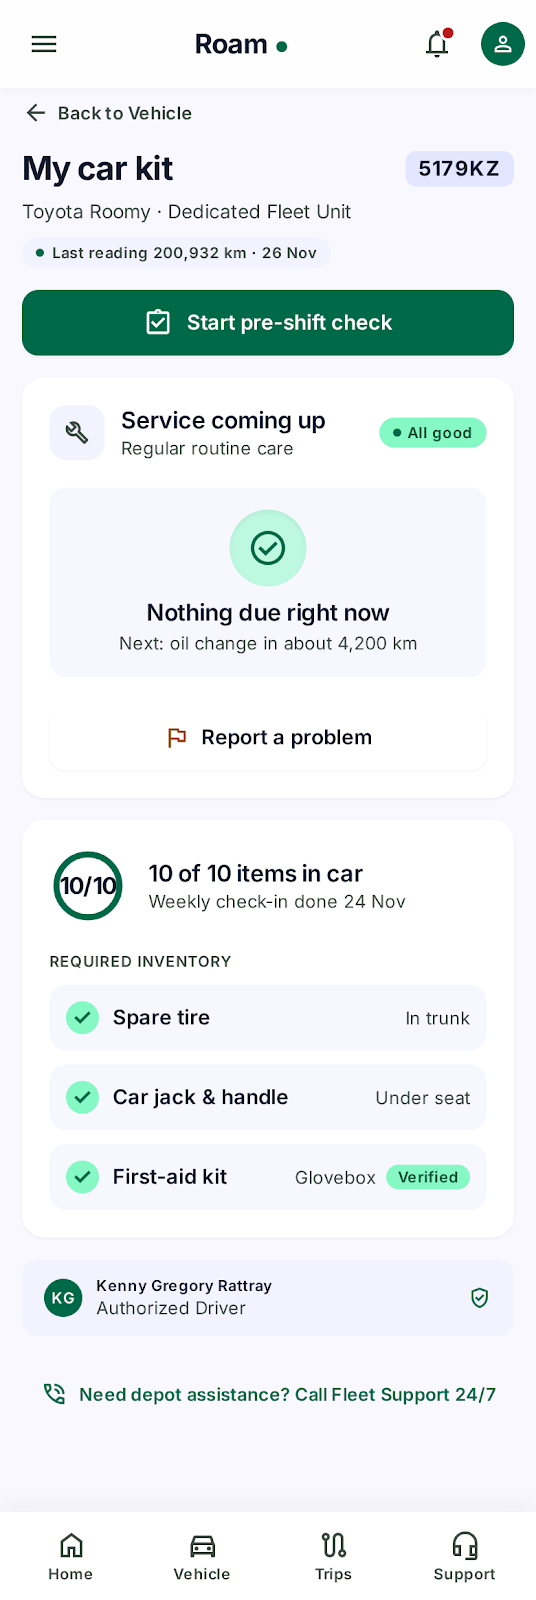 Roam
Back to Vehicle
My car kit
5179KZ
Toyota Roomy · Dedicated Fleet Unit
Last reading 200,932 km · 26 Nov
Start pre-shift check
Service coming up
Regular routine care
All good
Nothing due right now
Next: oil change in about 4,200 km
Report a problem
10/10
10 of 10 items in car
Weekly check-in done 24 Nov
REQUIRED INVENTORY
Spare tire
In trunk
Car jack & handle
Under seat
First-aid kit
Glovebox
Verified
KG
Kenny Gregory Rattray
Authorized Driver
Need depot assistance? Call Fleet Support 24/7
Home
Vehicle
Trips
Support